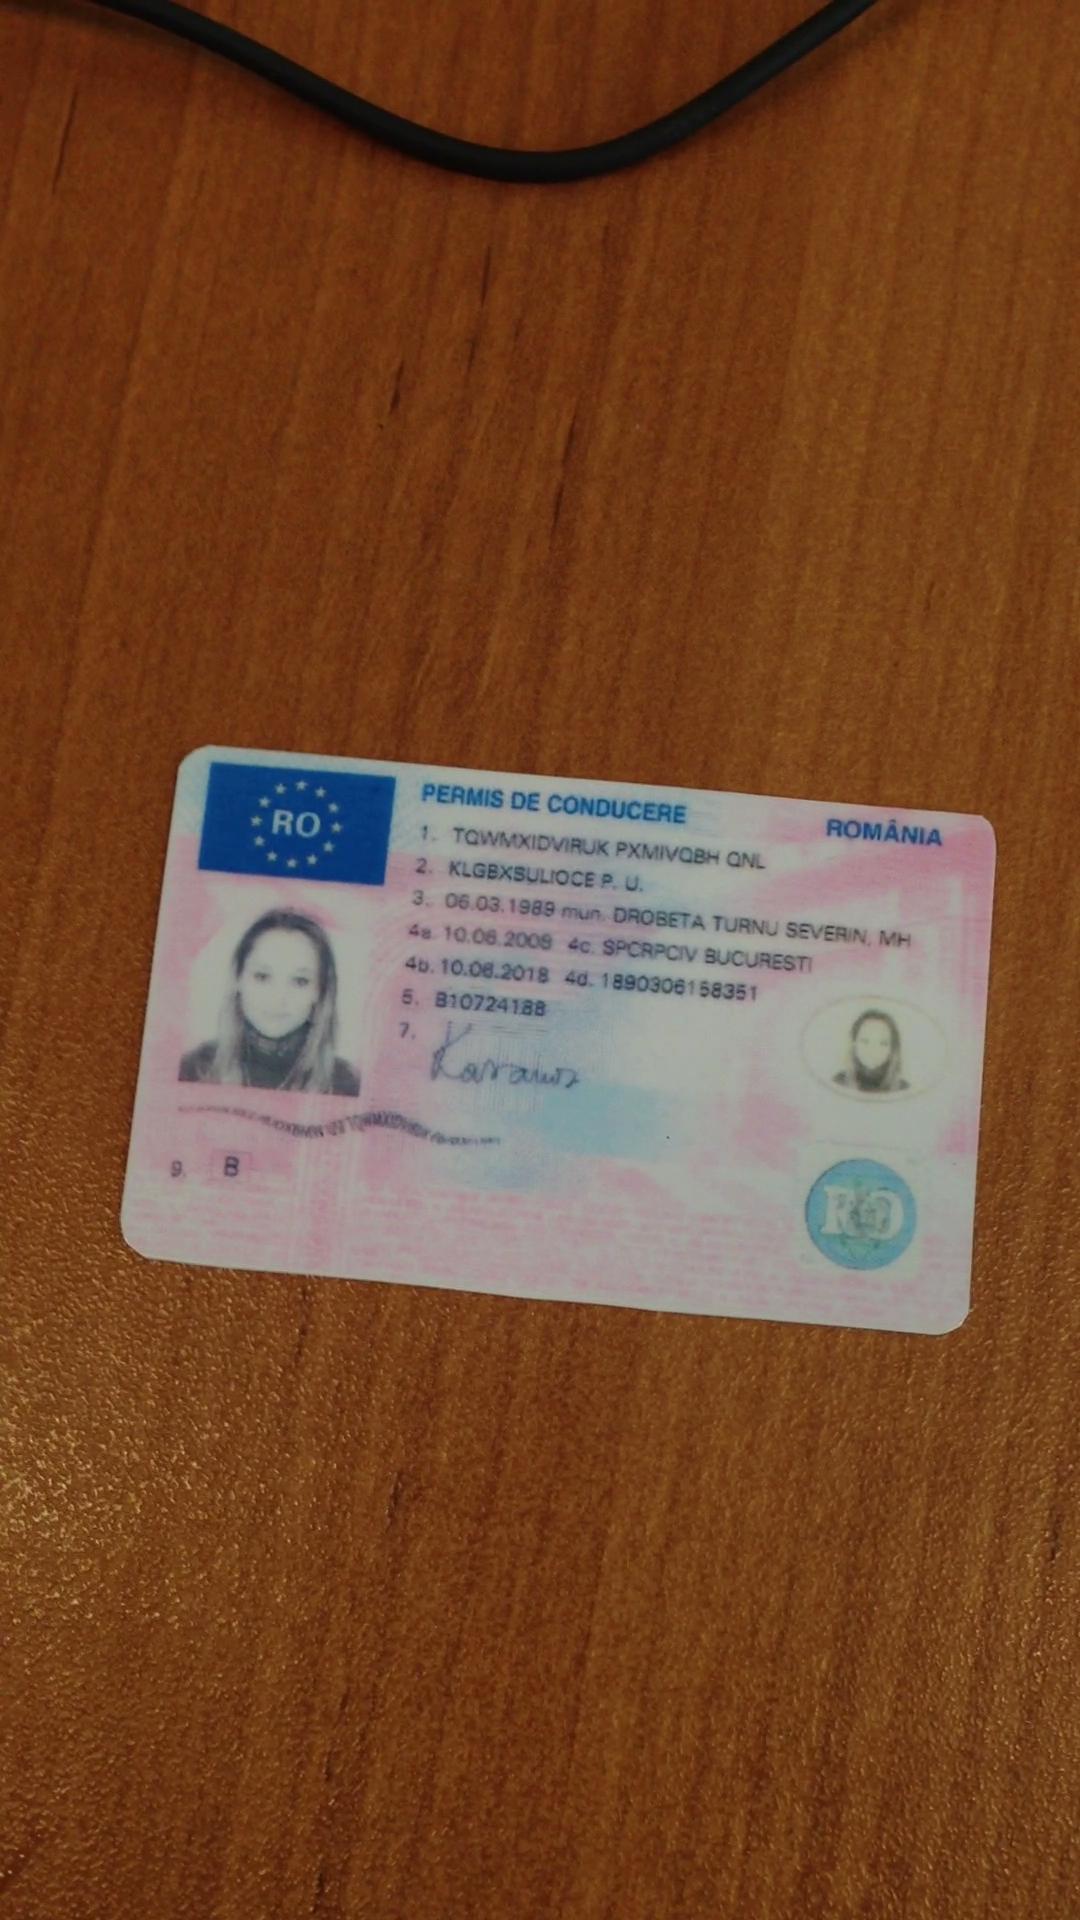 RO
PERMIS DE CONDUCERE ROMÂNIA
1. TQWMXIDVIRUK PXMIVQBH QNL
2. KLGBXSULIOCE P. U.
3. 06.03.1989 mun. DROBETA TURNU SEVERIN, MH
4a. 10.06.2008 4c. SPCRPCIV BUCURESTI
4b. 10.06.2018 4d. 1890306158351
5. B10724188
7.
9. B
RO